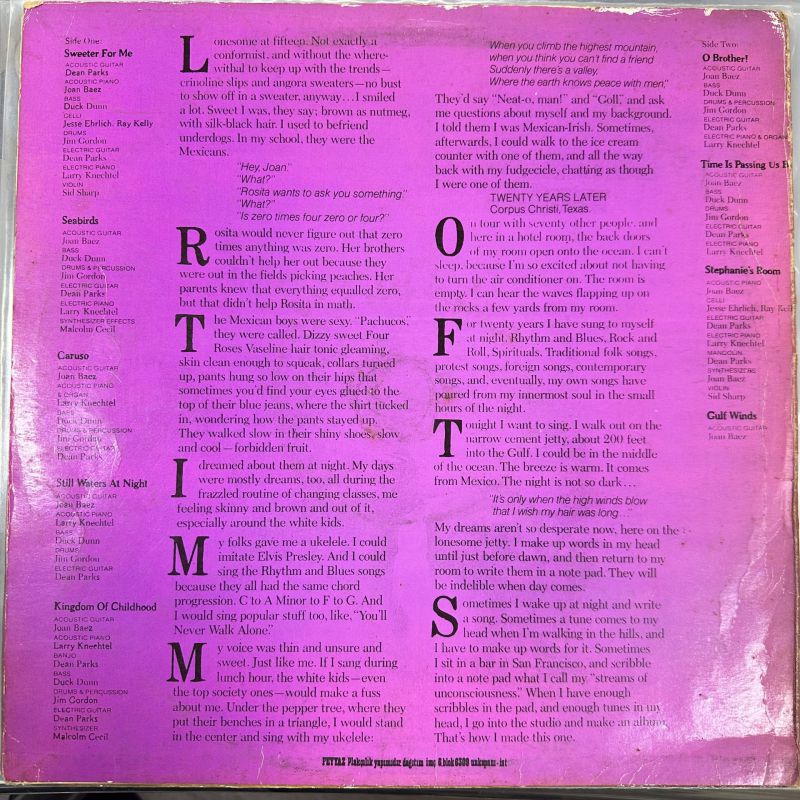 Side One:
Sweeter For Me
ACOUSTIC GUITAR
Dean Parks
ACOUSTIC PIANO
Joan Baez
BASS
Duck Dunn
CELLI
Jesse Ehrlich, Ray Kelly
DRUMS
Jim Gordon
ELECTRIC GUITAR
Dean Parks
ELECTRIC PIANO
Larry Knechtel
VIOLIN
Sid Sharp
Seabirds
ACOUSTIC GUITAR
Joan Baez
BASS
Duck Dunn
DRUMS & PERCUSSION
Jim Gordon
ELECTRIC GUITAR
Dean Parks
ELECTRIC PIANO
Larry Knechtel
SYNTHESIZER EFFECTS
Malcolm Cecil
Caruso
ACOUSTIC GUITAR
Joan Baez
ACOUSTIC PIANO
& ORGAN
Larry Knechtel
BASS
Duck Dunn
DRUMS & PERCUSSION
Jim Gordon
ELECTRIC GUITAR
Dean Parks
Still Waters At Night
ACOUSTIC GUITAR
Joan Baez
ACOUSTIC PIANO
Larry Knechtel
BASS
Duck Dunn
DRUMS
Jim Gordon
ELECTRIC GUITAR
Dean Parks
Kingdom Of Childhood
ACOUSTIC GUITAR
Joan Baez
ACOUSTIC PIANO
Larry Knechtel
BANJO
Dean Parks
BASS
Duck Dunn
DRUMS & PERCUSSION
Jim Gordon
ELECTRIC GUITAR
Dean Parks
SYNTHESIZER
Malcolm Cecil
Lonesome at fifteen. Not exactly a
conformist, and without the where-
withal to keep up with the trends—
crinoline slips and angora sweaters—no bust
to show off in a sweater, anyway... I smiled
a lot. Sweet I was, they say; brown as nutmeg,
with silk-black hair. I used to befriend
underdogs. In my school, they were the
Mexicans.
"Hey, Joan."
"What?"
"Rosita wants to ask you something."
"What?"
"Is zero times four zero or four?"
Rosita would never figure out that zero
times anything was zero. Her brothers
couldn't help her out because they
were out in the fields picking peaches. Her
parents knew that everything equalled zero,
but that didn't help Rosita in math.
The Mexican boys were sexy. "Pachucos,"
they were called. Dizzy sweet Four
Roses Vaseline hair tonic gleaming,
skin clean enough to squeak, collars turned
up, pants hung so low on their hips that
sometimes you'd find your eyes glued to the
top of their blue jeans, where the shirt tucked
in, wondering how the pants stayed up.
They walked slow in their shiny shoes, slow
and cool—forbidden fruit.
I dreamed about them at night. My days
were mostly dreams, too, all during the
frazzled routine of changing classes, me
feeling skinny and brown and out of it,
especially around the white kids.
My folks gave me a ukelele. I could
imitate Elvis Presley. And I could
sing the Rhythm and Blues songs
because they all had the same chord
progression. C to A Minor to F to G. And
I would sing popular stuff too, like, "You'll
Never Walk Alone."
My voice was thin and unsure and
sweet. Just like me. If I sang during
lunch hour, the white kids—even
the top society ones—would make a fuss
about me. Under the pepper tree, where they
put their benches in a triangle, I would stand
in the center and sing with my ukelele:
When you climb the highest mountain,
when you think you can't find a friend
Suddenly there's a valley,
Where the earth knows peace with men."
They'd say "Neat-o, man!" and "Goll," and ask
me questions about myself and my background.
I told them I was Mexican-Irish. Sometimes,
afterwards, I could walk to the ice cream
counter with one of them, and all the way
back with my fudgecicle, chatting as though
I were one of them.
TWENTY YEARS LATER
Corpus Christi, Texas.
On tour with seventy other people. and
here in a hotel room, the back doors
of my room open onto the ocean. I can't
sleep, because I'm so excited about not having
to turn the air conditioner on. The room is
empty. I can hear the waves flapping up on
the rocks a few yards from my room.
For twenty years I have sung to myself
at night. Rhythm and Blues, Rock and
Roll, Spirituals. Traditional folk songs,
protest songs, foreign songs, contemporary
songs, and, eventually, my own songs have
poured from my innermost soul in the small
hours of the night.
Tonight I want to sing. I walk out on the
narrow cement jetty, about 200 feet
into the Gulf. I could be in the middle
of the ocean. The breeze is warm. It comes
from Mexico. The night is not so dark...
"It's only when the high winds blow
that I wish my hair was long..."
My dreams aren't so desperate now, here on the
lonesome jetty. I make up words in my head
until just before dawn, and then return to my
room to write them in a note pad. They will
be indelible when day comes.
Sometimes I wake up at night and write
a song. Sometimes a tune comes to my
head when I'm walking in the hills, and
I have to make up words for it. Sometimes
I sit in a bar in San Francisco, and scribble
into a note pad what I call my "streams of
unconsciousness." When I have enough
scribbles in the pad, and enough tunes in my
head, I go into the studio and make an album.
That's how I made this one.
Side Two:
O Brother!
ACOUSTIC GUITAR
Joan Baez
BASS
Duck Dunn
DRUMS & PERCUSSION
Jim Gordon
ELECTRIC GUITAR
Dean Parks
ELECTRIC PIANO & ORGAN
Larry Knechtel
Time Is Passing Us B
ACOUSTIC GUITAR
Joan Baez
BASS
Duck Dunn
DRUMS
Jim Gordon
ELECTRIC GUITAR
Dean Parks
ELECTRIC PIANO
Larry Knechtel
Stephanie's Room
ACOUSTIC PIANO
Joan Baez
CELLI
Jesse Ehrlich, Ray Kell
ELECTRIC GUITAR
Dean Parks
ELECTRIC PIANO
Larry Knechtel
MANDOLIN
Dean Parks
SYNTHESIZERS
Joan Baez
VIOLIN
Sid Sharp
Gulf Winds
ACOUSTIC GUITAR
Joan Baez
FEYYAZ Plakçılık yapımsdız dağıtım imç 6.blok 6309 unkapanı-ist